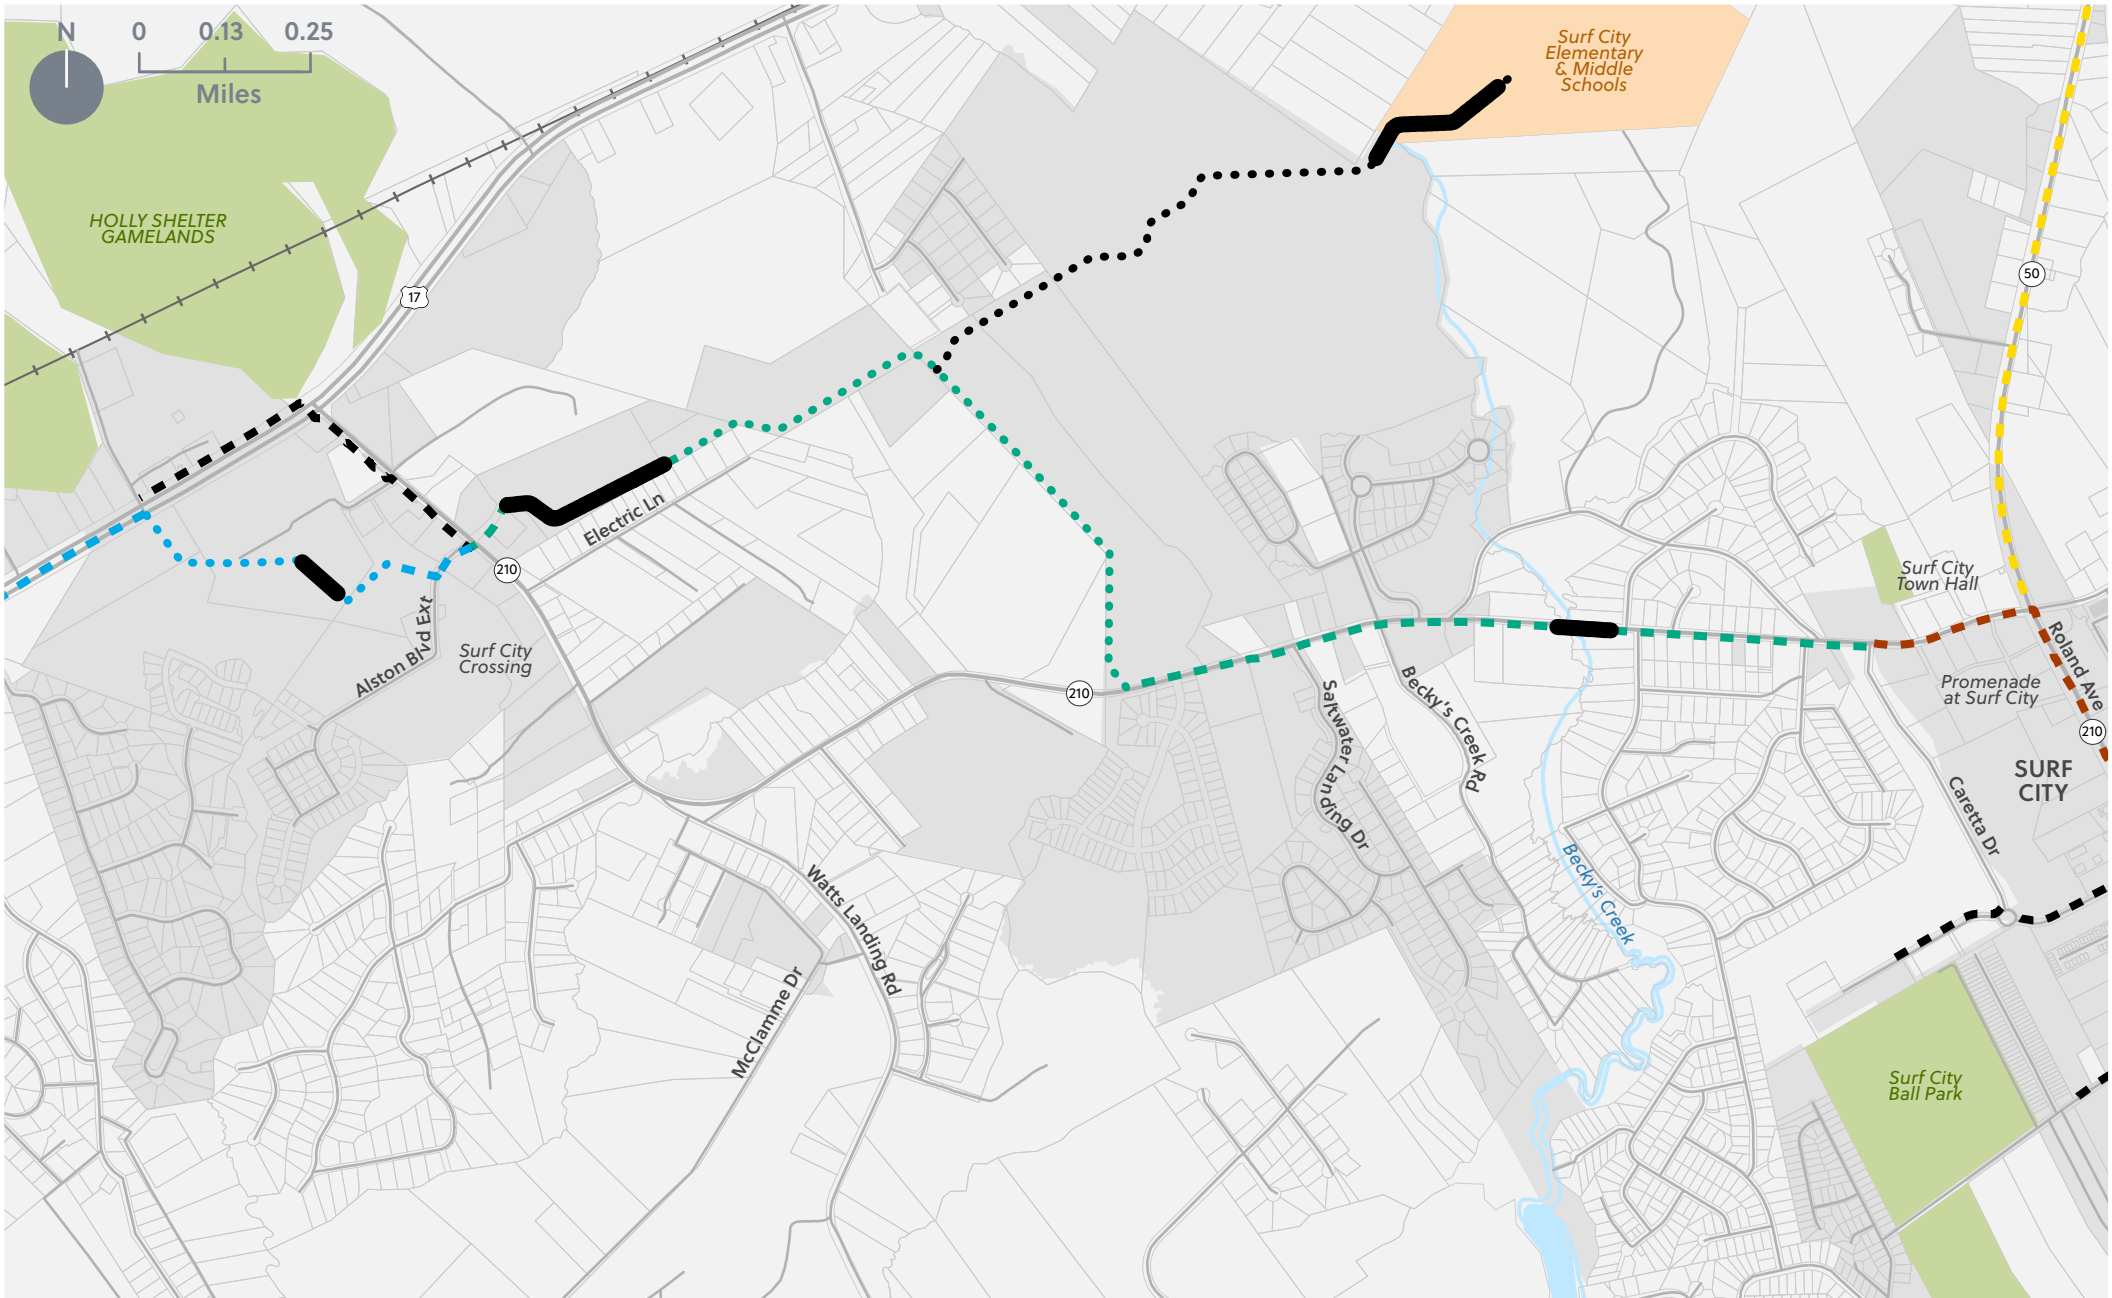 N
0 0.13 0.25
Miles
Surf City
Elementary
& Middle
Schools
HOLLY SHELTER
GAMELANDS
17
50
Electric Ln
210
Surf City
Town Hall
Alston Blvd Ext
Surf City
Crossing
Roland Ave
210
Saltwater Landing Dr
Becky's Creek Rd
Promenade
at Surf City
210
SURF
CITY
Caretta Dr
Becky's Creek
Watts Landing Rd
McClamme Dr
Surf City
Ball Park